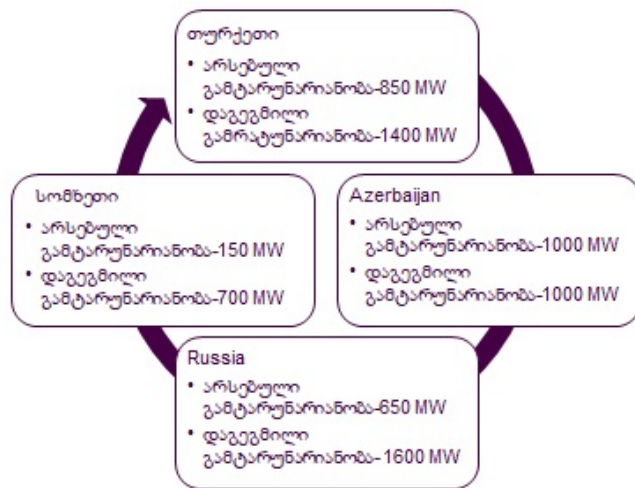 თურქეთი
• არსებული
გამტარუნარიანობა-850 MW
• დაგეგმილი
გამრატუნარიანობა-1400 MW
სომხეთი
• არსებული
გამტარუნარიანობა-150 MW
• დაგეგმილი
გამტარუნარიანობა-700 MW
Azerbaijan
• არსებული
გამტარუნარიანობა-1000 MW
• დაგეგმილი
გამტარუნარიანობა-1000 MW
Russia
• არსებული
გამტარუნარიანობა-650 MW
• დაგეგმილი
გამტარუნარიანობა-1600 MW